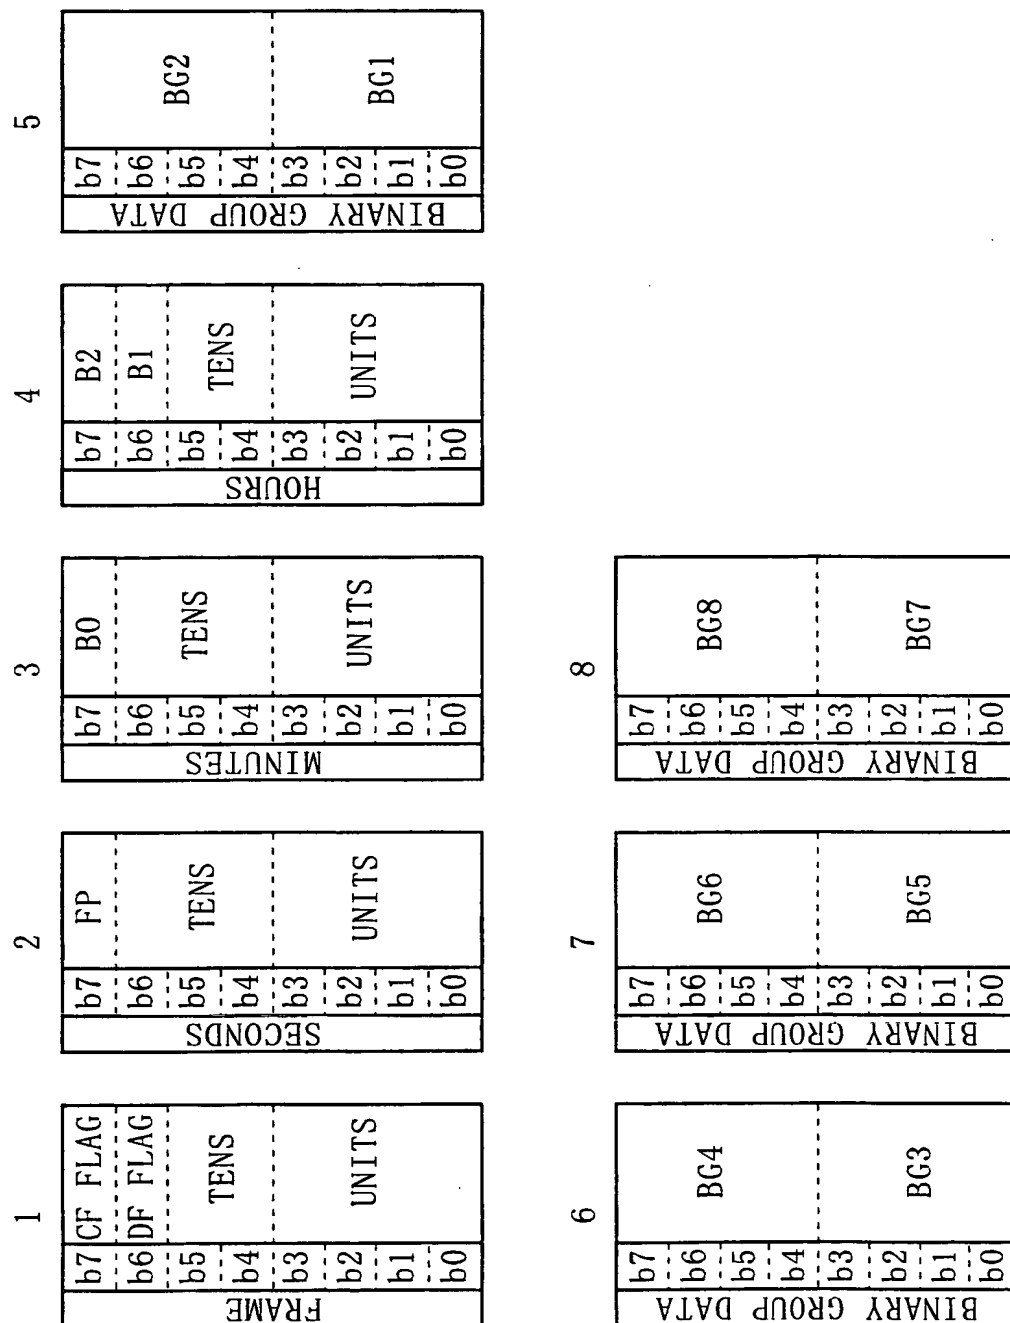 1
FRAME
b7 CF FLAG
b6 DF FLAG
b5
b4
TENS
b3
b2
b1
b0
UNITS
2
SECONDS
b7 FP
b6
b5
b4
TENS
b3
b2
b1
b0
UNITS
3
MINUTES
b7 B0
b6
b5
b4
TENS
b3
b2
b1
b0
UNITS
4
HOURS
b7 B2
b6 B1
b5
b4
TENS
b3
b2
b1
b0
UNITS
5
BINARY GROUP DATA
b7
b6
b5
b4
BG2
b3
b2
b1
b0
BG1
6
BINARY GROUP DATA
b7
b6
b5
b4
BG4
b3
b2
b1
b0
BG3
7
BINARY GROUP DATA
b7
b6
b5
b4
BG6
b3
b2
b1
b0
BG5
8
BINARY GROUP DATA
b7
b6
b5
b4
BG8
b3
b2
b1
b0
BG7